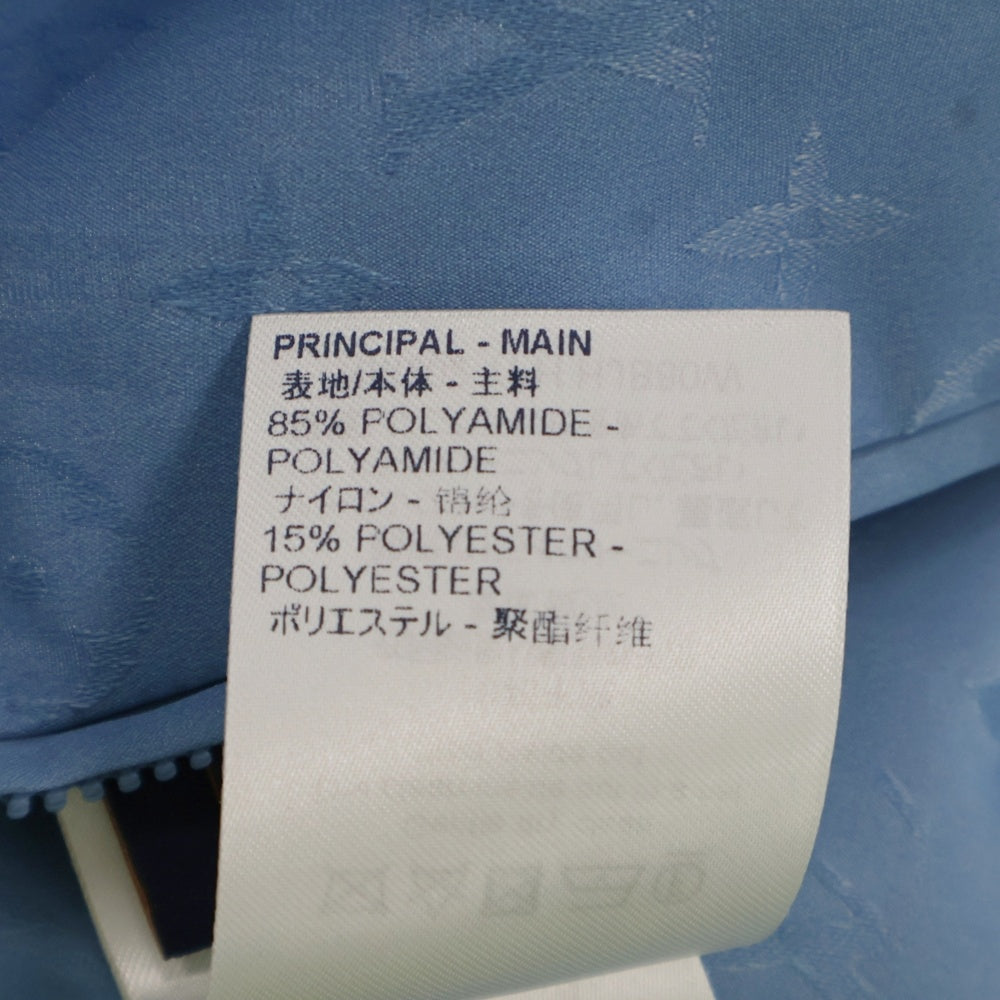 PRINCIPAL - MAIN
表地/本体 - 主料
85% POLYAMIDE -
POLYAMIDE
ナイロン - 锦纶
15% POLYESTER -
POLYESTER
ポリエステル - 聚酯纤维